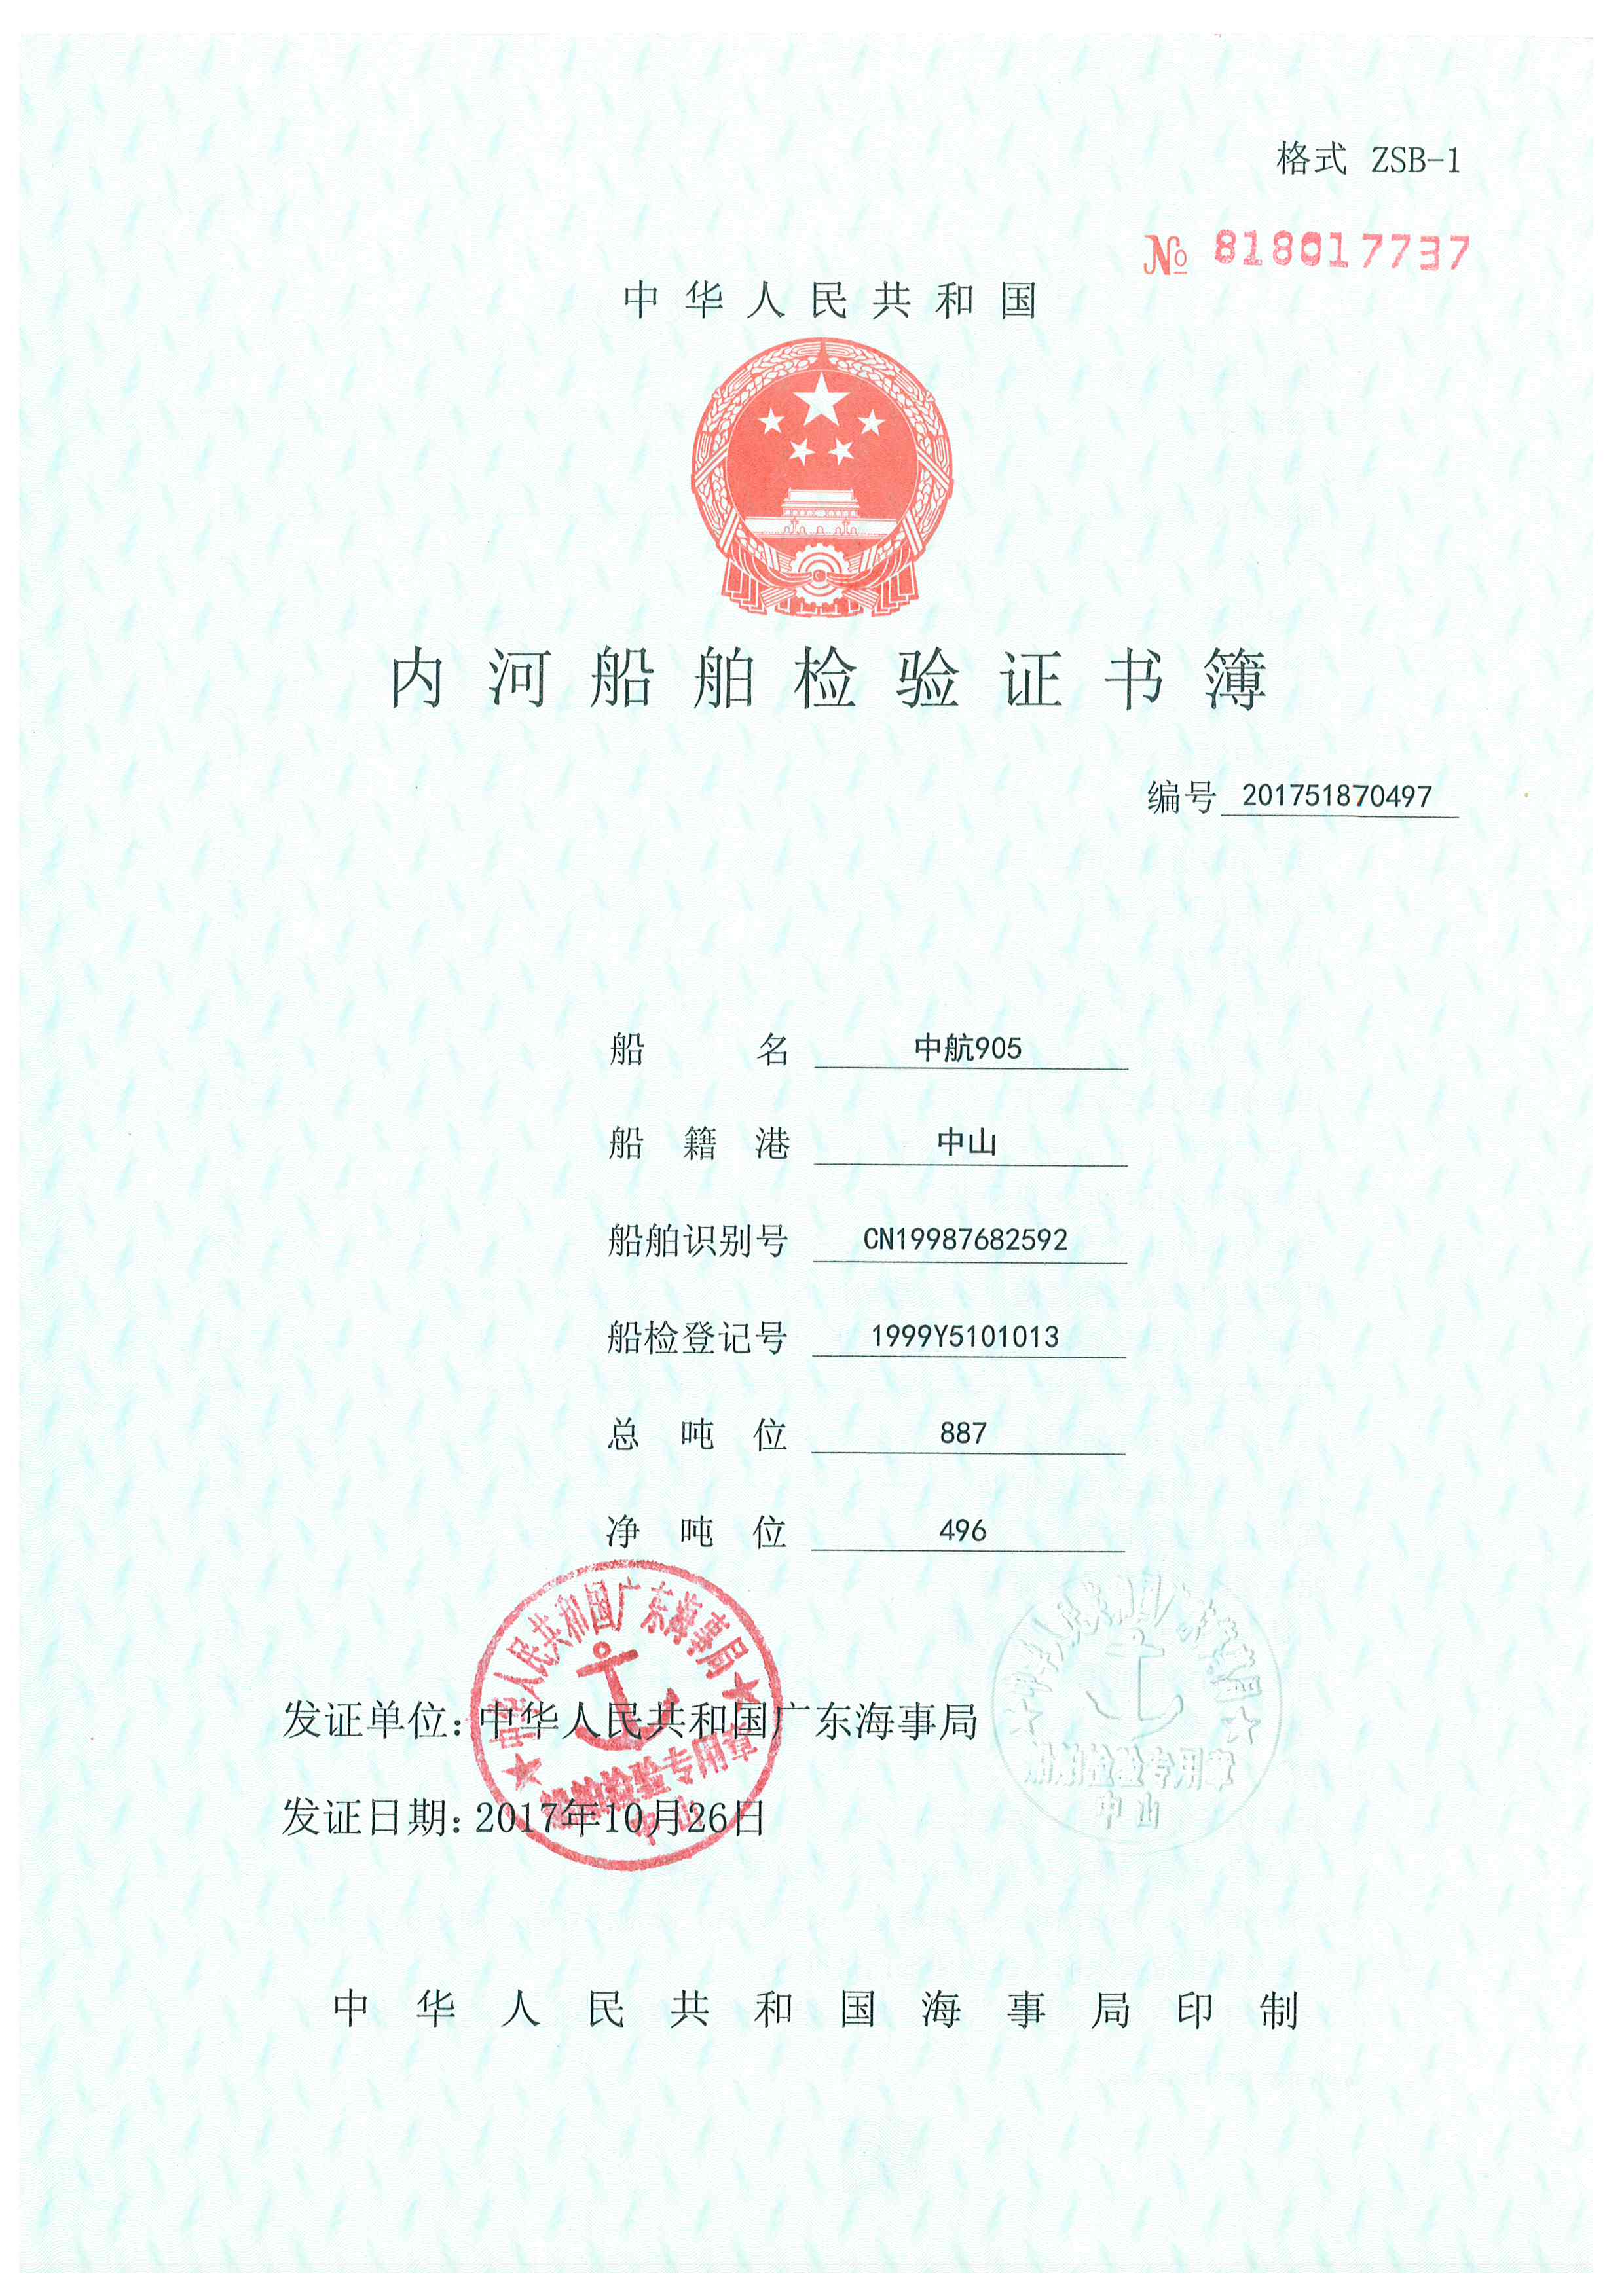 格式 ZSB-1
№ 818017737
中华人民共和国
内河船舶检验证书簿
编号 201751870497
船名 中航905
船籍港 中山
船舶识别号 CN19987682592
船检登记号 1999Y5101013
总吨位 887
净吨位 496
中华人民共和国广东海事局
船舶检验专用章
中山
中华人民共和国广东海事局
船舶检验专用章
中山
发证单位：中华人民共和国广东海事局
发证日期：2017年10月26日
中华人民共和国海事局印制